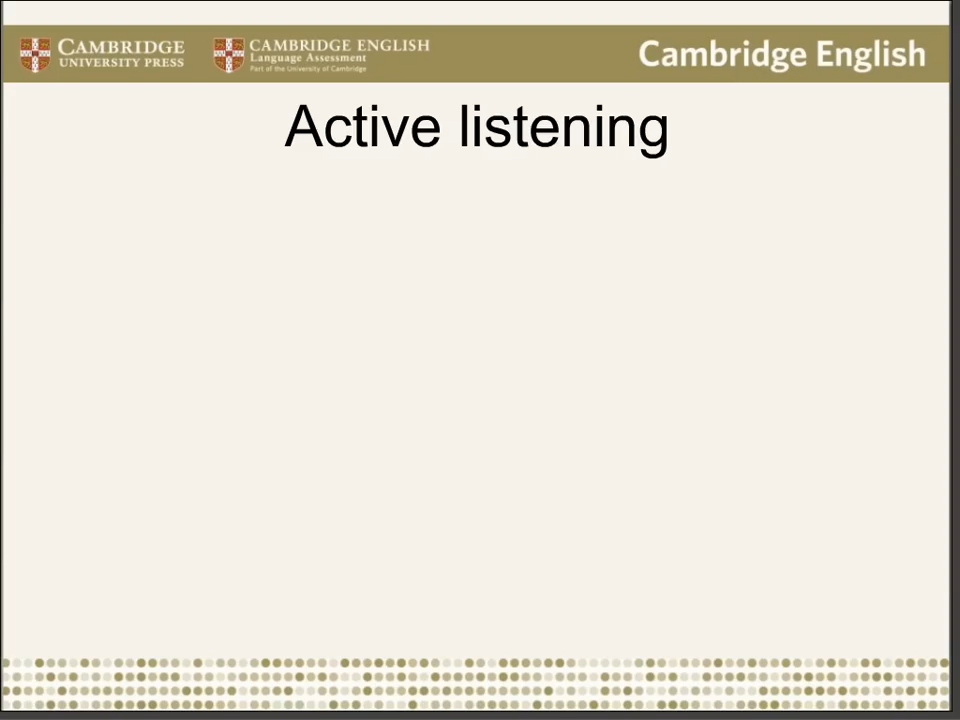 CAMBRIDGE
UNIVERSITY PRESS
CAMBRIDGE ENGLISH
Language Assessment
Part of the University of Cambridge
Cambridge English
Active listening